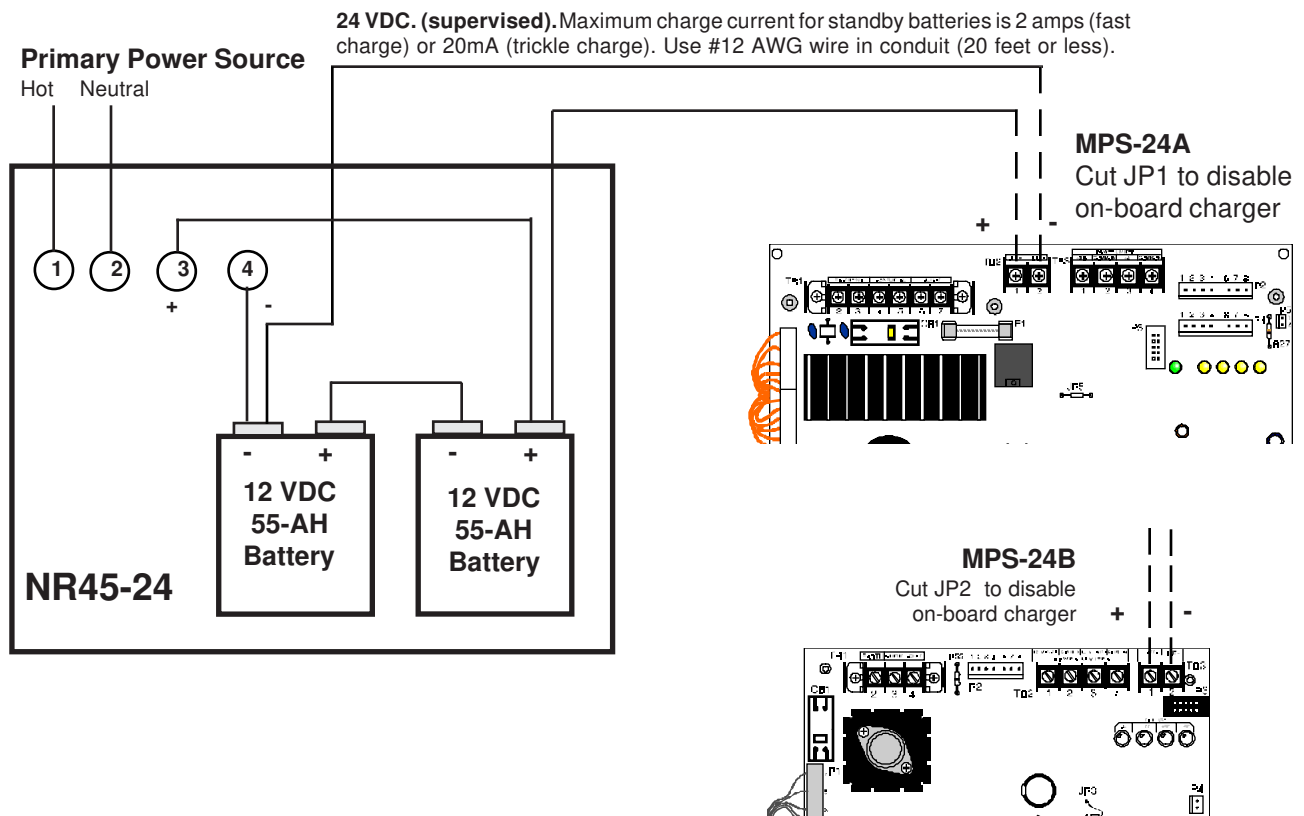 24 VDC. (supervised). Maximum charge current for standby batteries is 2 amps (fast
charge) or 20mA (trickle charge). Use #12 AWG wire in conduit (20 feet or less).
Primary Power Source
Hot Neutral
MPS-24A
Cut JP1 to disable
on-board charger
+ -
1 2 3 4
+ -
- + - +
12 VDC
55-AH
Battery
12 VDC
55-AH
Battery
NR45-24
MPS-24B
Cut JP2 to disable
on-board charger
+ -